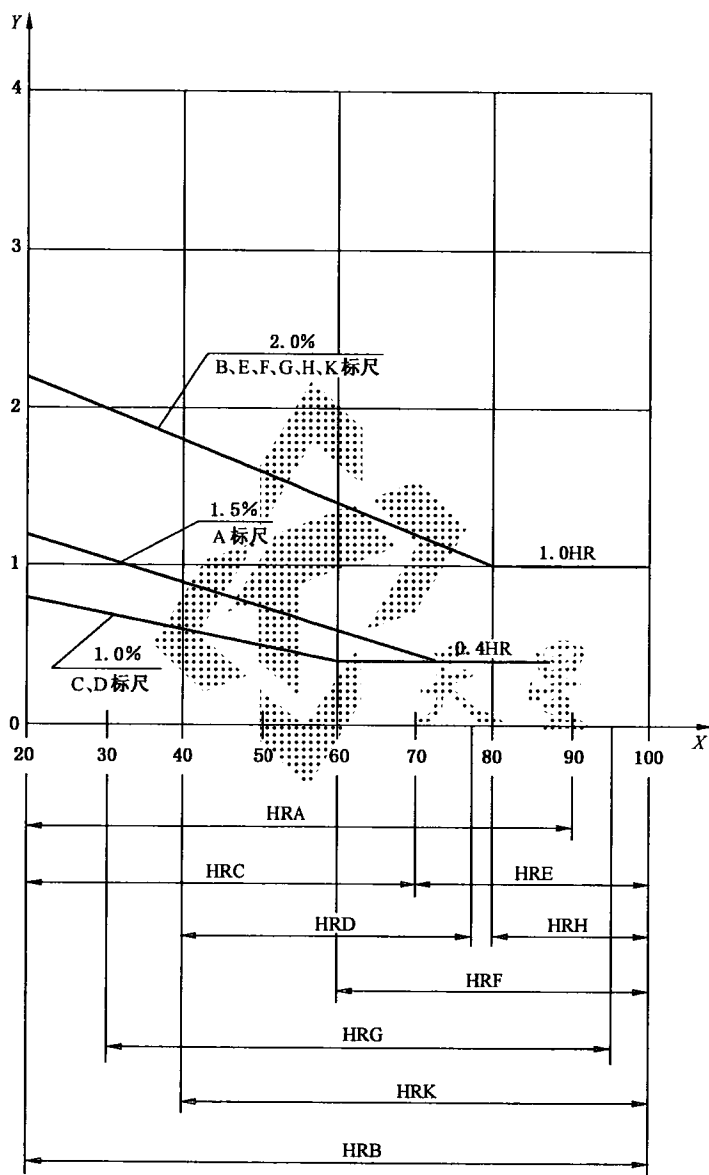 Y
4
3
2.0%
B、E、F、G、H、K标尺
2
1.5%
A标尺
1
1.0HR
1.0%
C、D标尺
0.4HR
0
X
20 30 40 50 60 70 80 90 100
HRA
HRC HRE
HRD HRH
HRF
HRG
HRK
HRB